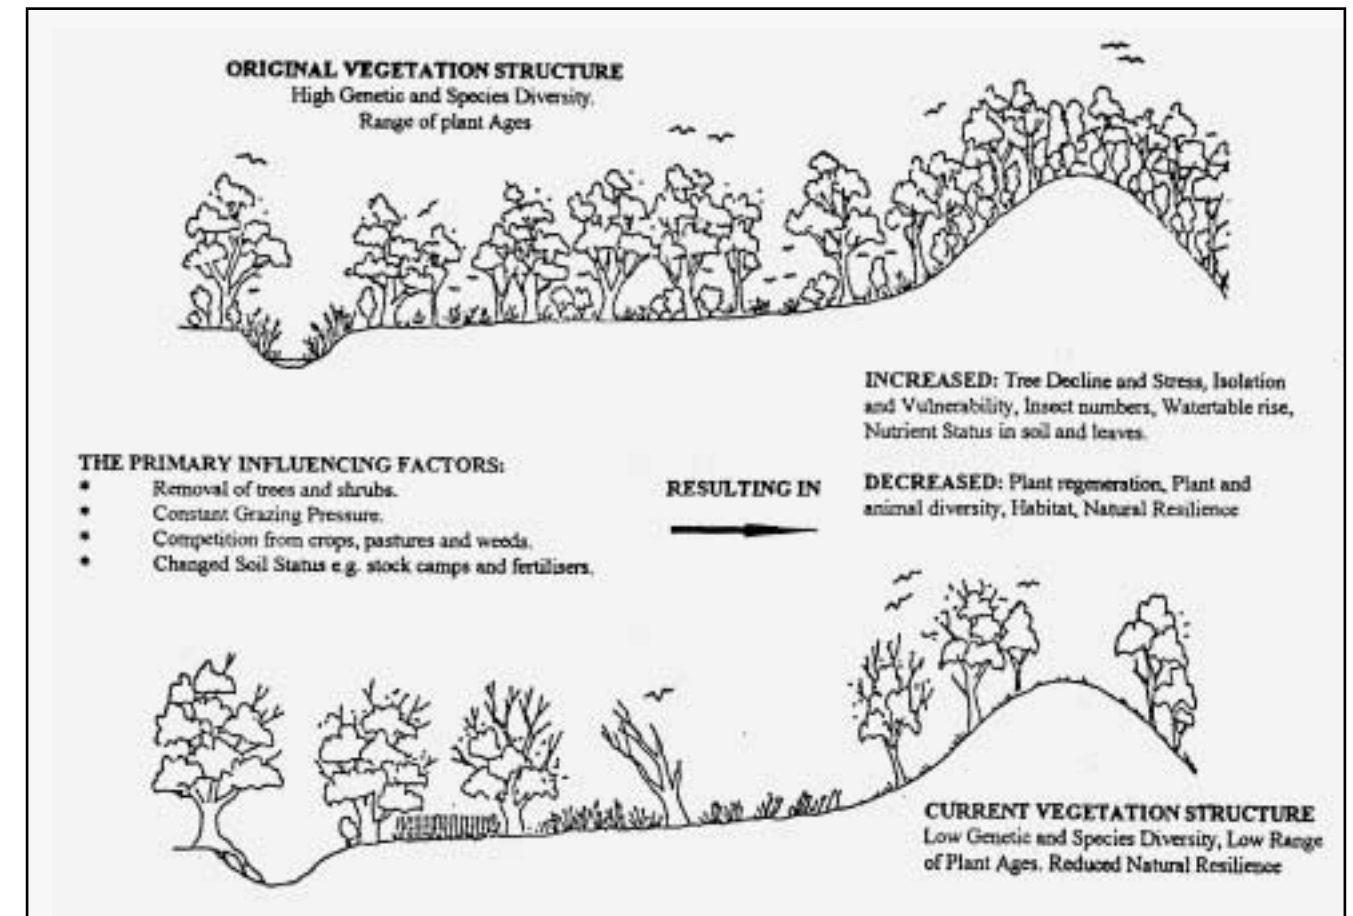 ORIGINAL VEGETATION STRUCTURE
High Genetic and Species Diversity.
Range of plant Ages
INCREASED: Tree Decline and Stress, Isolation
and Vulnerability, Insect numbers, Watertable rise,
Nutrient Status in soil and leaves.
THE PRIMARY INFLUENCING FACTORS:
* Removal of trees and shrubs.
* Constant Grazing Pressure.
* Competition from crops, pastures and weeds.
* Changed Soil Status e.g. stock camps and fertilisers.
RESULTING IN
DECREASED: Plant regeneration, Plant and
animal diversity, Habitat, Natural Resilience
CURRENT VEGETATION STRUCTURE
Low Genetic and Species Diversity, Low Range
of Plant Ages. Reduced Natural Resilience